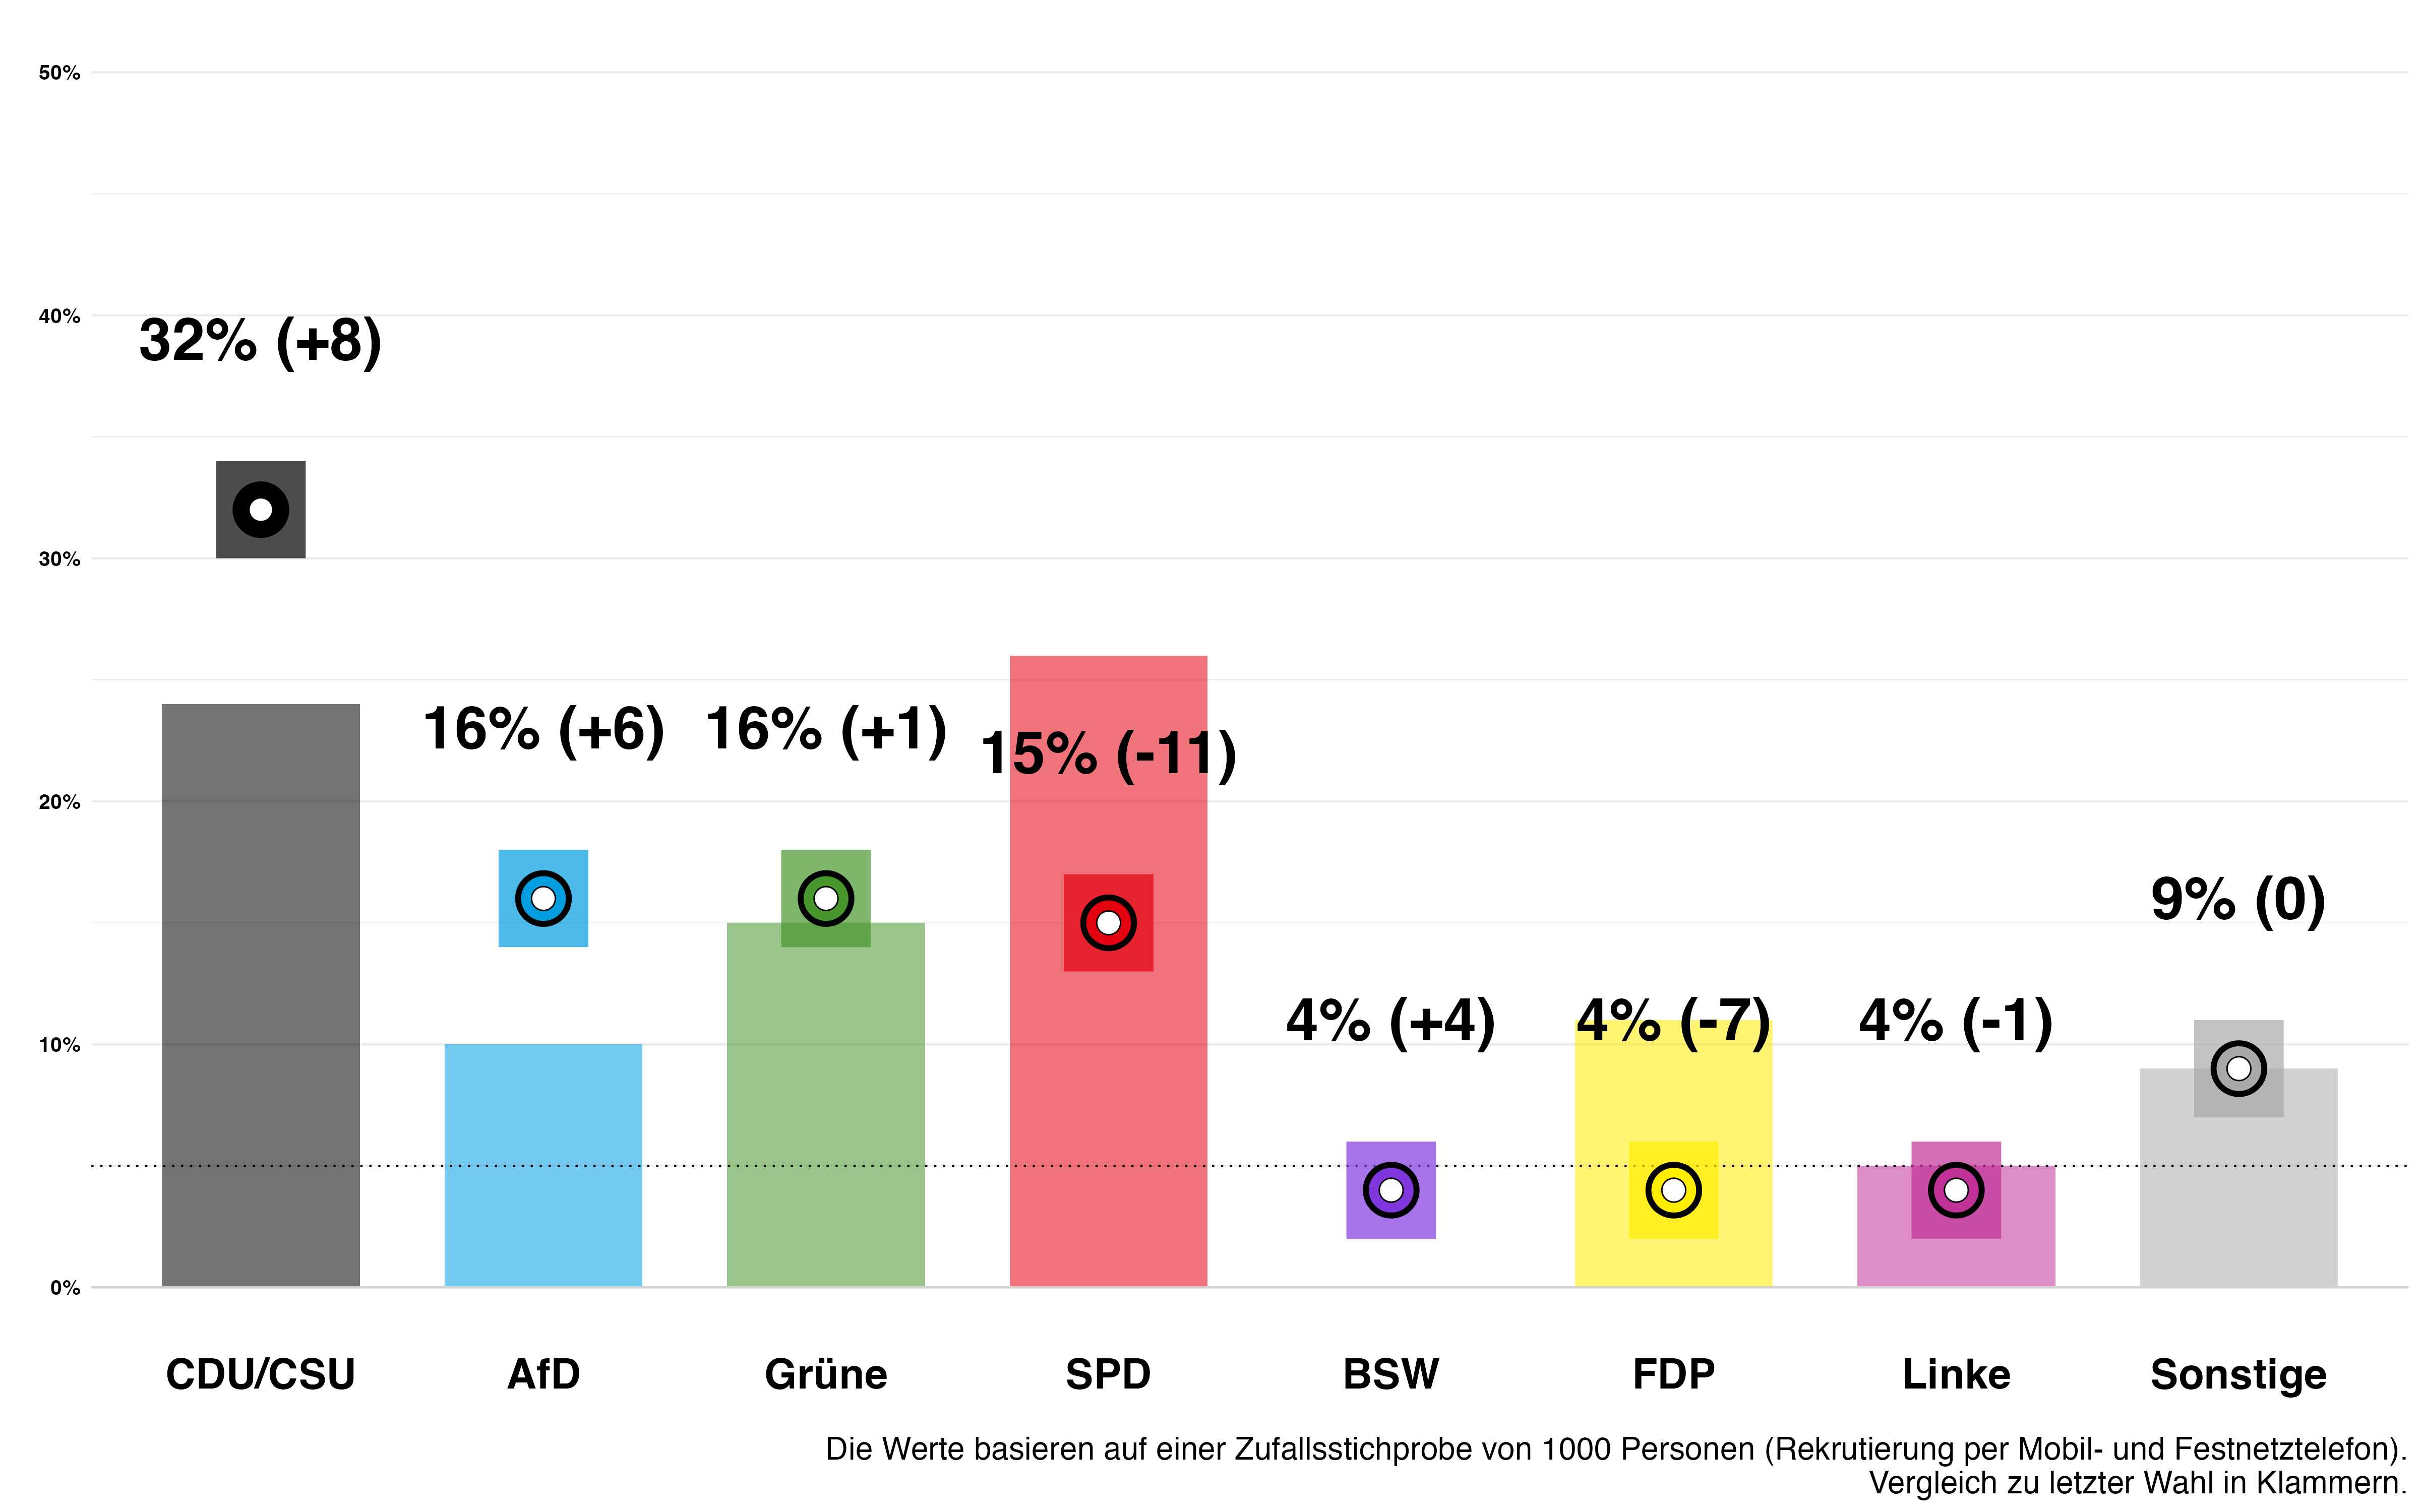 50%
40%
32% (+8)
30%
16% (+6) 16% (+1) 15% (-11)
20%
9% (0)
4% (+4) 4% (-7) 4% (-1)
10%
0%
CDU/CSU AfD Grüne SPD BSW FDP Linke Sonstige
Die Werte basieren auf einer Zufallsstichprobe von 1000 Personen (Rekrutierung per Mobil- und Festnetztelefon).
Vergleich zu letzter Wahl in Klammern.